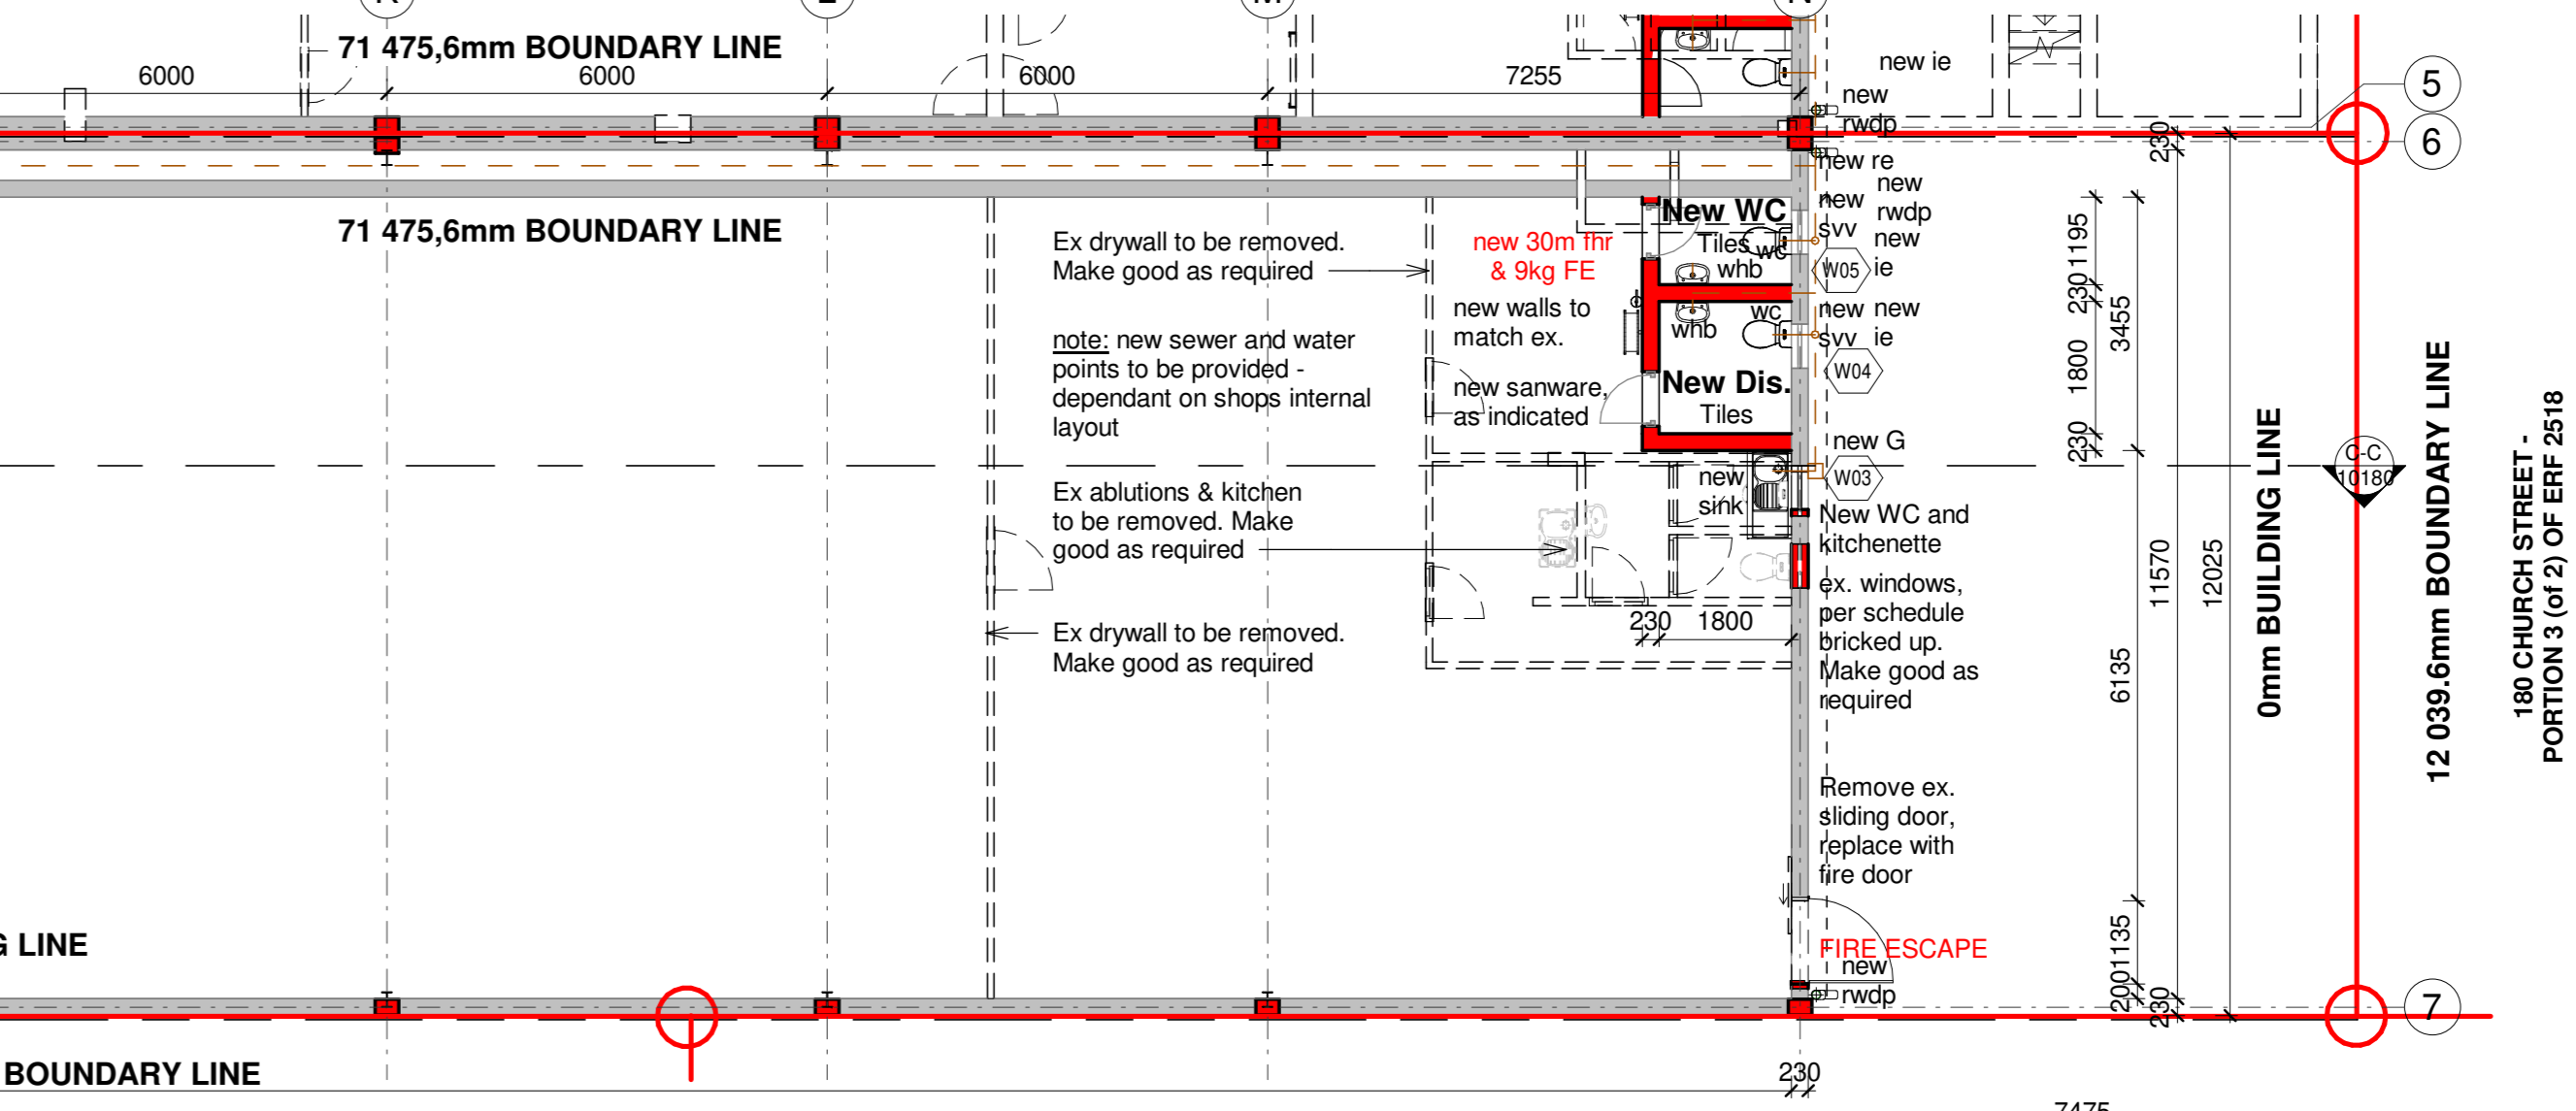 71 475,6mm BOUNDARY LINE
6000
6000
6000
7255
new ie
new
rwdp
5
6
230
new re
new
rwdp
71 475,6mm BOUNDARY LINE
Ex drywall to be removed.
Make good as required
new 30m fhr
& 9kg FE
New WC
Tiles
wc
whb
new
svv
new
ie
W05
1195
230
3455
1800
230
new walls to
match ex.
whb
wc
new
svv
new
ie
W04
note: new sewer and water
points to be provided -
dependant on shops internal
layout
new sanware,
as indicated
New Dis.
Tiles
new G
W03
C-C
10180
Ex ablutions & kitchen
to be removed. Make
good as required
new
sink
New WC and
kitchenette
ex. windows,
per schedule
bricked up.
Make good as
required
230
1800
Ex drywall to be removed.
Make good as required
6135
11570
12025
0mm BUILDING LINE
12 039.6mm BOUNDARY LINE
180 CHURCH STREET -
PORTION 3 (of 2) OF ERF 2518
Remove ex.
sliding door,
replace with
fire door
FIRE ESCAPE
new
rwdp
1135
200
230
7
LINE
BOUNDARY LINE
230